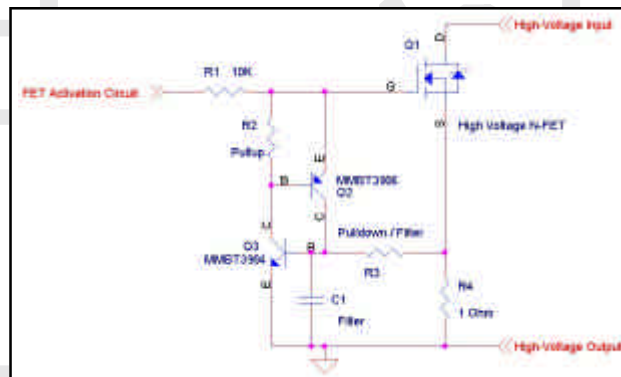 High-Voltage Input
D
Q1
R1 10K
FET Activation Circuit
G
R2
S
High Voltage N-FET
Pullup
E
MMBT3906
B
Q2
C
C
Pulldown / Filter
Q3
B
MMBT3904
R3
E
R4
C1
1 Ohm
Filter
High-Voltage Output